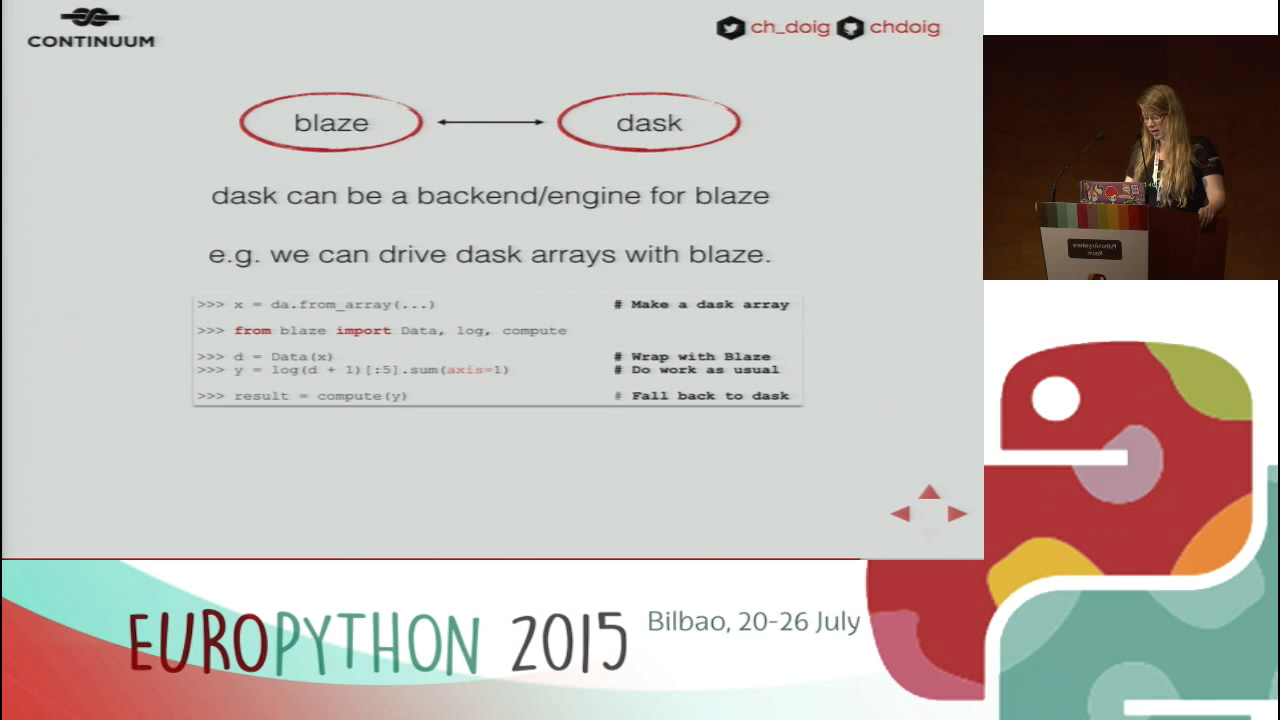 CONTINUUM
ch_doig chdoig
blaze dask
dask can be a backend/engine for blaze
e.g. we can drive dask arrays with blaze.
>>> x = da.from_array(...) # Make a dask array
>>> from blaze import Data, log, compute
>>> d = Data(x) # Wrap with Blaze
>>> y = log(d + 1)[:5].sum(axis=1) # Do work as usual
>>> result = compute(y) # Fall back to dask
PythonAnywhere
Room
EUROPYTHON 2015 Bilbao, 20-26 July